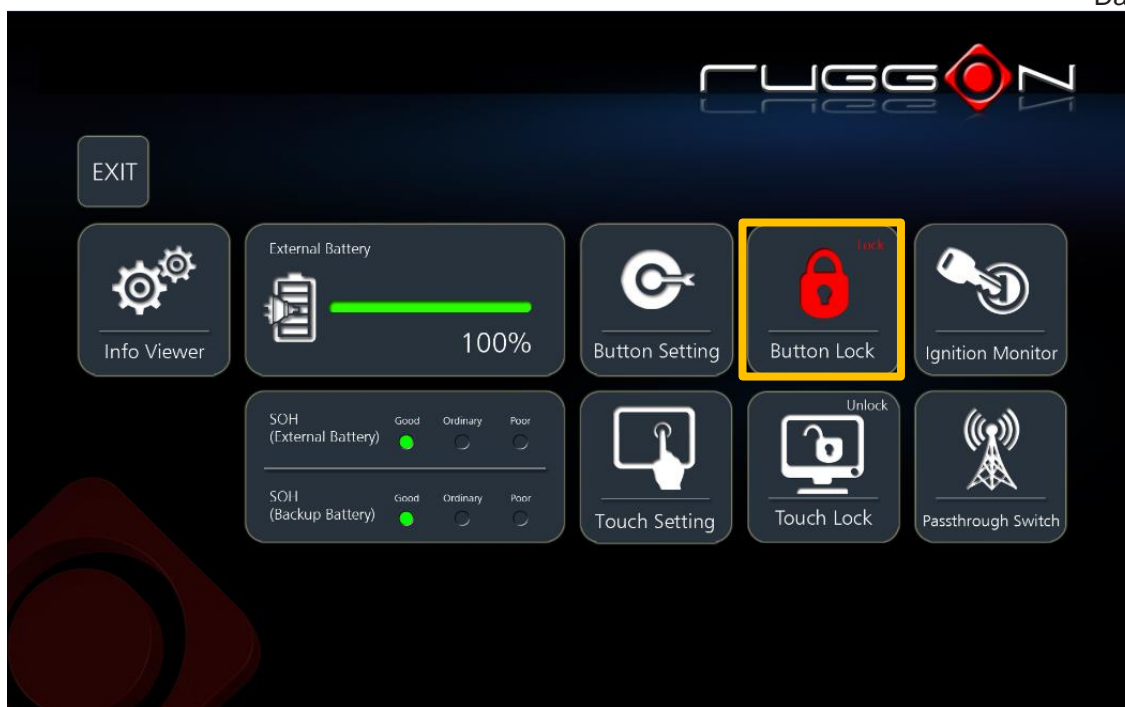 RUGGON
EXIT
Info Viewer
External Battery
100%
Button Setting
Lock
Button Lock
Ignition Monitor
SOH
(External Battery)
Good Ordinary Poor
SOH
(Backup Battery)
Good Ordinary Poor
Touch Setting
Unlock
Touch Lock
Passthrough Switch